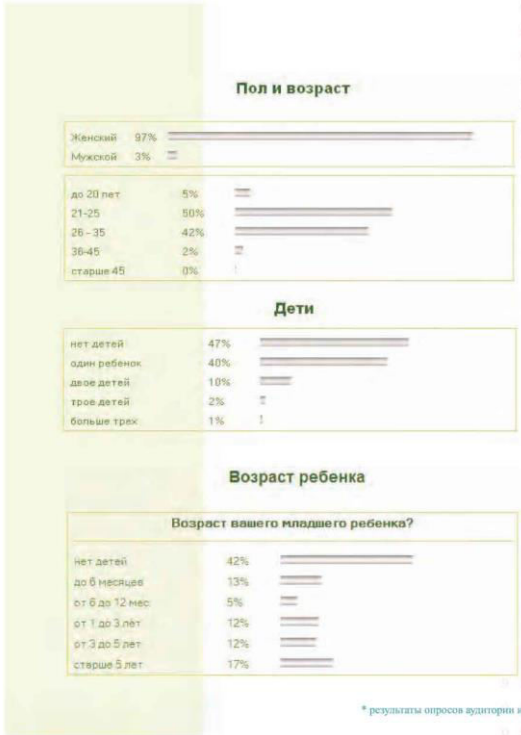 Пол и возраст
Женский 97%
Мужской 3%
до 20 лет 5%
21-25 50%
26 - 35 42%
36-45 2%
старше 45 0%
Дети
нет детей 47%
один ребенок 40%
двое детей 10%
трое детей 2%
больше трех 1%
Возраст ребенка
Возраст вашего младшего ребенка?
нет детей 42%
до 6 месяцев 13%
от 6 до 12 мес 5%
от 1 до 3 лет 12%
от 3 до 5 лет 12%
старше 5 лет 17%
* результаты опросов аудитории